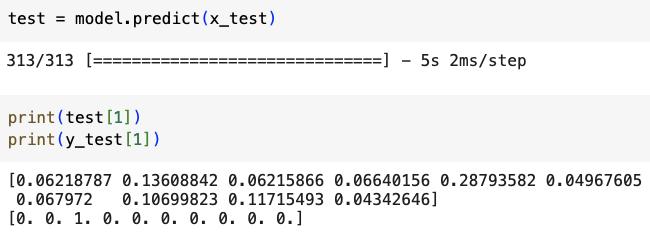 test = model.predict(x_test)
313/313 [==============================] - 5s 2ms/step
print(test[1])
print(y_test[1])
[0.06218787 0.13608842 0.06215866 0.06640156 0.28793582 0.04967605
 0.067972   0.10699823 0.11715493 0.04342646]
[0. 0. 1. 0. 0. 0. 0. 0. 0. 0.]